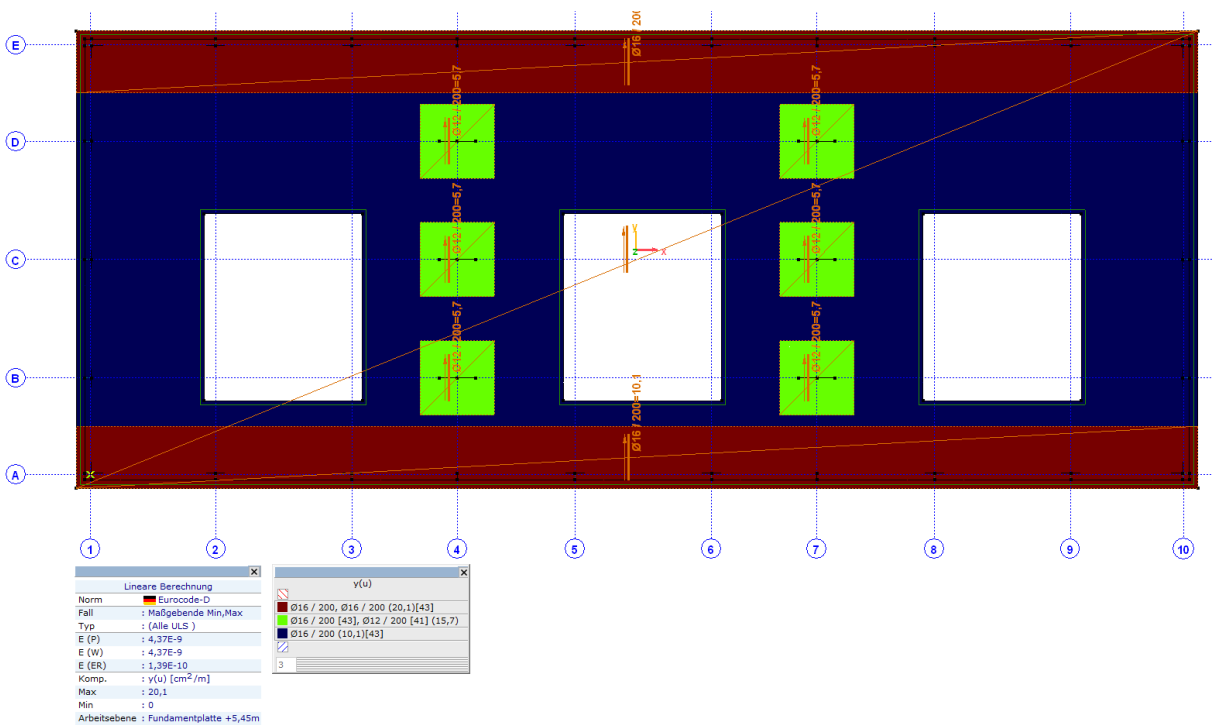 Ø16 / 200
E
Ø12 / 200=5,7
Ø12 / 200=5,7
D
Ø12 / 200=5,7
Ø12 / 200=5,7
C
y
z
x
Ø12 / 200=5,7
Ø12 / 200=5,7
B
Ø16 / 200=10,1
A
1
2
3
4
5
6
7
8
9
10
Lineare Berechnung
Norm Eurocode-D
Fall : Maßgebende Min,Max
Typ : (Alle ULS )
E (P) : 4,37E-9
E (W) : 4,37E-9
E (ER) : 1,39E-10
Komp. : y(u) [cm²/m]
Max : 20,1
Min : 0
Arbeitsebene : Fundamentplatte +5,45m
y(u)
Ø16 / 200, Ø16 / 200 (20,1)[43]
Ø16 / 200 [43], Ø12 / 200 [41] (15,7)
Ø16 / 200 (10,1)[43]
3